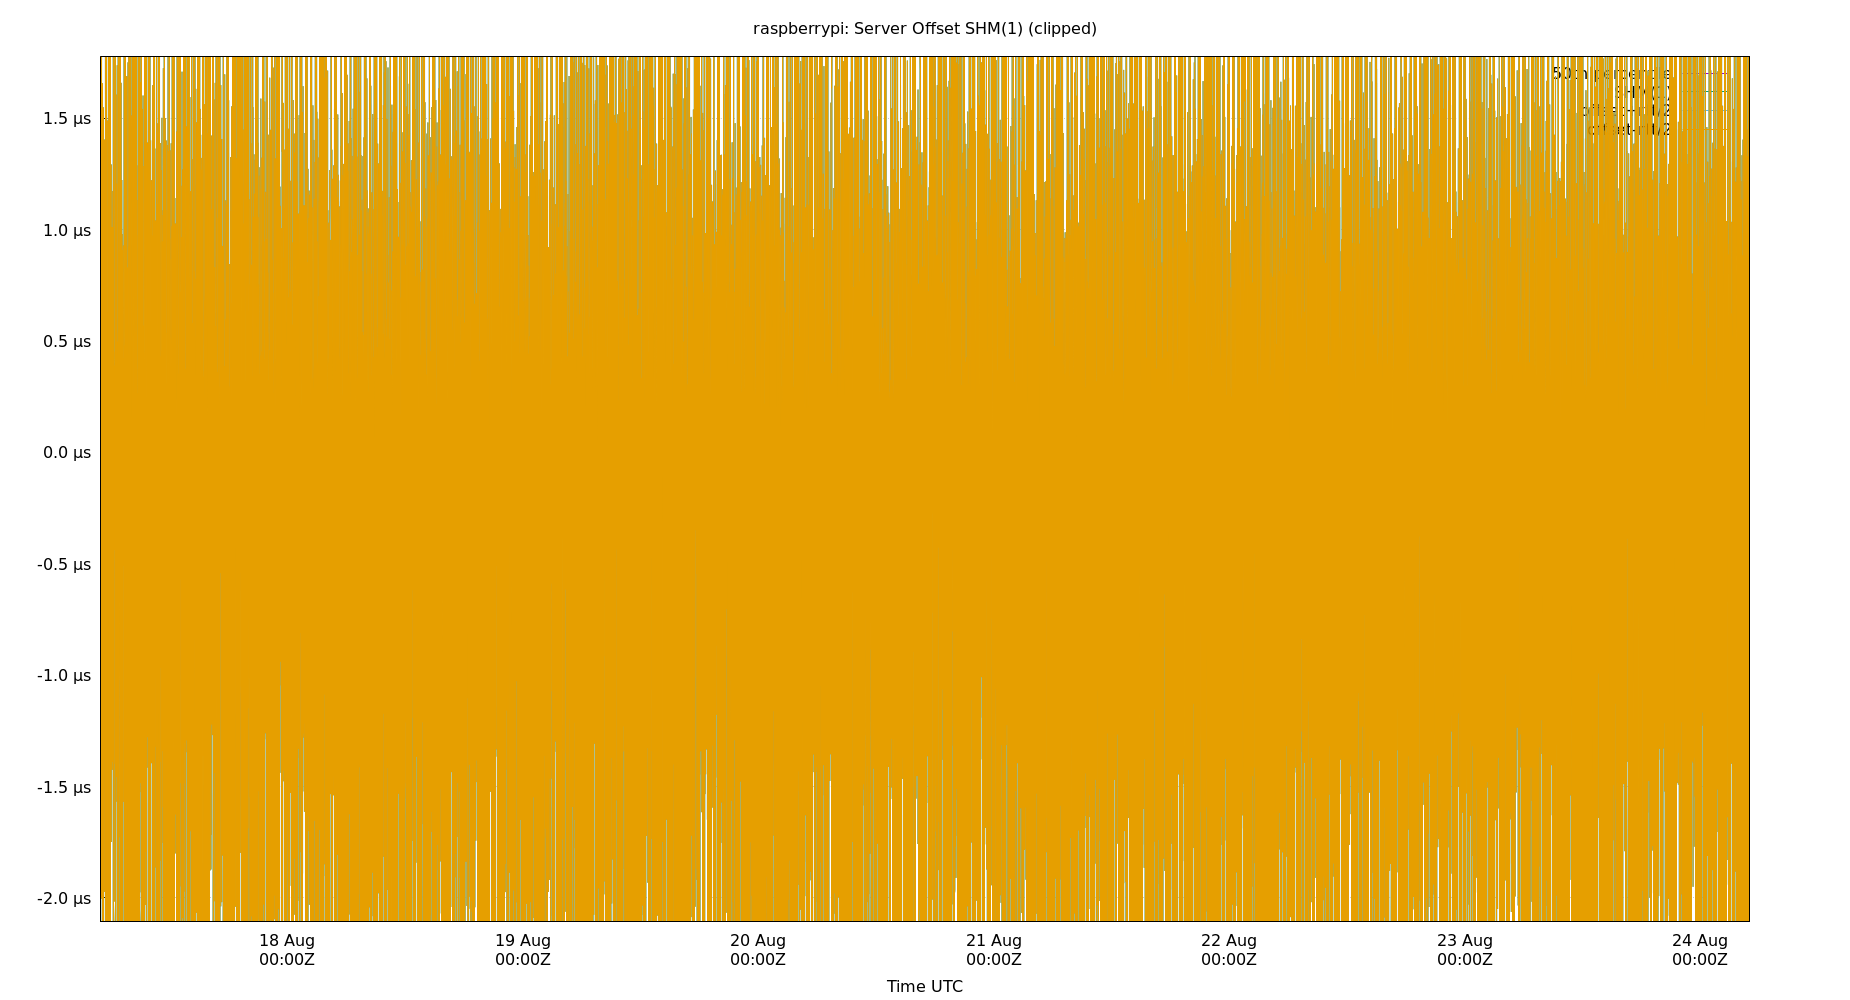 raspberrypi: Server Offset SHM(1) (clipped)
50th percentile
1.5 µs
1.0 µs
0.5 µs
0.0 µs
-0.5 µs
-1.0 µs
-1.5 µs
-2.0 µs
18 Aug 19 Aug 20 Aug 21 Aug 22 Aug 23 Aug 24 Aug
00:00Z 00:00Z 00:00Z 00:00Z 00:00Z 00:00Z 00:00Z
Time UTC